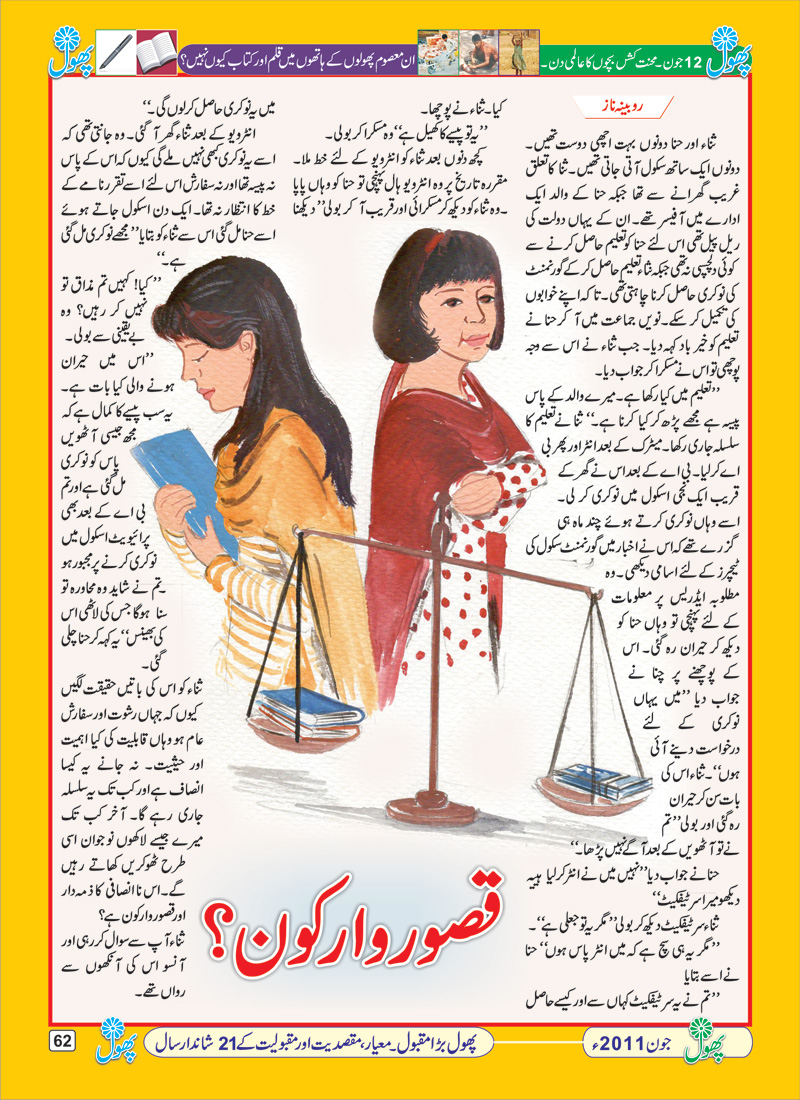 پھول
12 جون۔ محنت کش بچوں کا عالمی دن۔
ان معصوم پھولوں کے ہاتھوں میں قلم اور کتاب کیوں نہیں؟
پھول
روبینہ ناز
ثناء اور حنا دونوں بہت اچھی دوست تھیں۔
دونوں ایک ساتھ سکول آتی جاتی تھیں۔ ثنا کا تعلق
غریب گھرانے سے تھا جبکہ حنا کے والد ایک
ادارے میں آفیسر تھے۔ ان کے یہاں دولت کی
ریل پیل تھی اس لئے حنا کو تعلیم حاصل کرنے سے
کوئی دلچسپی نہ تھی جبکہ ثناء تعلیم حاصل کر کے گورنمنٹ
کی نوکری حاصل کرنا چاہتی تھی۔ تا کہ اپنے خوابوں
کی تکمیل کر سکے۔ نویں جماعت میں آ کر حنا نے
تعلیم کو خیر باد کہہ دیا۔ جب ثناء نے اس سے وجہ
پوچھی تو اس نے مسکرا کر جواب دیا۔
’’تعلیم میں کیا رکھا ہے۔ میرے والد کے پاس
پیسہ ہے مجھے پڑھ کر کیا کرنا ہے۔‘‘ ثنا نے تعلیم کا
سلسلہ جاری رکھا۔ میٹرک کے بعد انٹر اور پھر بی
اے کر لیا۔ بی اے کے بعد اس نے گھر کے
قریب ایک نجی اسکول میں نوکری کر لی۔
اسے وہاں نوکری کرتے ہوئے چند ماہ ہی
گزرے تھے کہ اس نے اخبار میں گورنمنٹ سکول کی
ٹیچرز کے لئے اسامی دیکھی۔ وہ
مطلوبہ ایڈریس پر معلومات
کے لئے پہنچی تو وہاں حنا کو
دیکھ کر حیران رہ گئی۔ اس
کے پوچھنے پر چنا نے
جواب دیا ’’میں یہاں
نوکری کے لئے
درخواست دینے آئی
ہوں‘‘۔ ثناء اس کی
بات سن کر حیران
رہ گئی اور بولی ’’تم
نے تو آٹھویں کے بعد آگے نہیں پڑھا۔‘‘
حنا نے جواب دیا ’’نہیں میں نے انٹر کر لیا ہیہ
دیکھو میرا سرٹیفکیٹ‘‘
ثناء سرٹیفکیٹ دیکھ کر بولی ’’مگر یہ تو جعلی ہے‘‘۔
’’مگر یہ ہی سچ ہے کہ میں انٹر پاس ہوں‘‘ حنا
نے اسے بتایا
’’تم نے یہ سرٹیفکیٹ کہاں سے اور کیسے حاصل
کیا۔ ثناء نے پوچھا۔
’’یہ تو پیسے کا کھیل ہے‘‘ وہ مسکرا کر بولی۔
کچھ دنوں بعد ثناء کو انٹرویو کے لئے خط ملا۔
مقررہ تاریخ پر وہ انٹرویو ہال پہنچی تو حنا کو وہاں پایا
۔ وہ ثناء کو دیکھ کر مسکرائی اور قریب آ کر بولی ’’دیکھنا
میں یہ نوکری حاصل کر لوں گی۔‘‘
انٹرویو کے بعد ثناء گھر آ گئی۔ وہ جانتی تھی کہ
اسے یہ نوکری کبھی نہیں ملے گی کیوں کہ اس کے پاس
نہ پیسہ تھا اور نہ سفارش اس لئے اسے تقرر نامے کے
خط کا انتظار نہ تھا۔ ایک دن اسکول جاتے ہوئے
اسے حنا مل گئی اس سے ثناء کو بتایا ’’مجھے نوکری مل گئی
ہے۔‘‘
’’کیا! کہیں تم مذاق تو
نہیں کر رہیں؟ وہ
بے یقینی سے بولی۔
’’اس میں حیران
ہونے والی کیا بات ہے۔
یہ سب پیسے کا کمال ہے کہ
مجھ جیسی آٹھویں
پاس کو نوکری
مل گئی ہے اور تم
بی اے کے بعد بھی
پرائیویٹ اسکول میں
نوکری کرنے پر مجبور ہو
۔ تم نے شاید وہ محاورہ تو
سنا ہوگا جس کی لاٹھی اس
کی بھینس‘‘ یہ کہہ کر حنا چلی
گئی۔
ثناء کو اس کی باتیں حقیقت لگیں
کیوں کہ جہاں رشوت اور سفارش
عام ہو وہاں قابلیت کی کیا اہمیت
اور حیثیت۔ نہ جانے یہ کیسا
انصاف ہے اور کب تک یہ سلسلہ
جاری رہے گا۔ آخر کب تک
میرے جیسے لاکھوں نوجوان اسی
طرح ٹھوکریں کھاتے رہیں
گے۔ اس نا انصافی کا ذمہ دار
اور قصوروار کون ہے؟
ثناء آپ سے سوال کر رہی اور
آنسو اس کی آنکھوں سے
رواں تھے۔
قصوروار کون؟
پھول
جون 2011ء
پھول بڑا مقبول۔ معیار، مقصدیت اور مقبولیت کے 21 شاندار سال
پھول
62